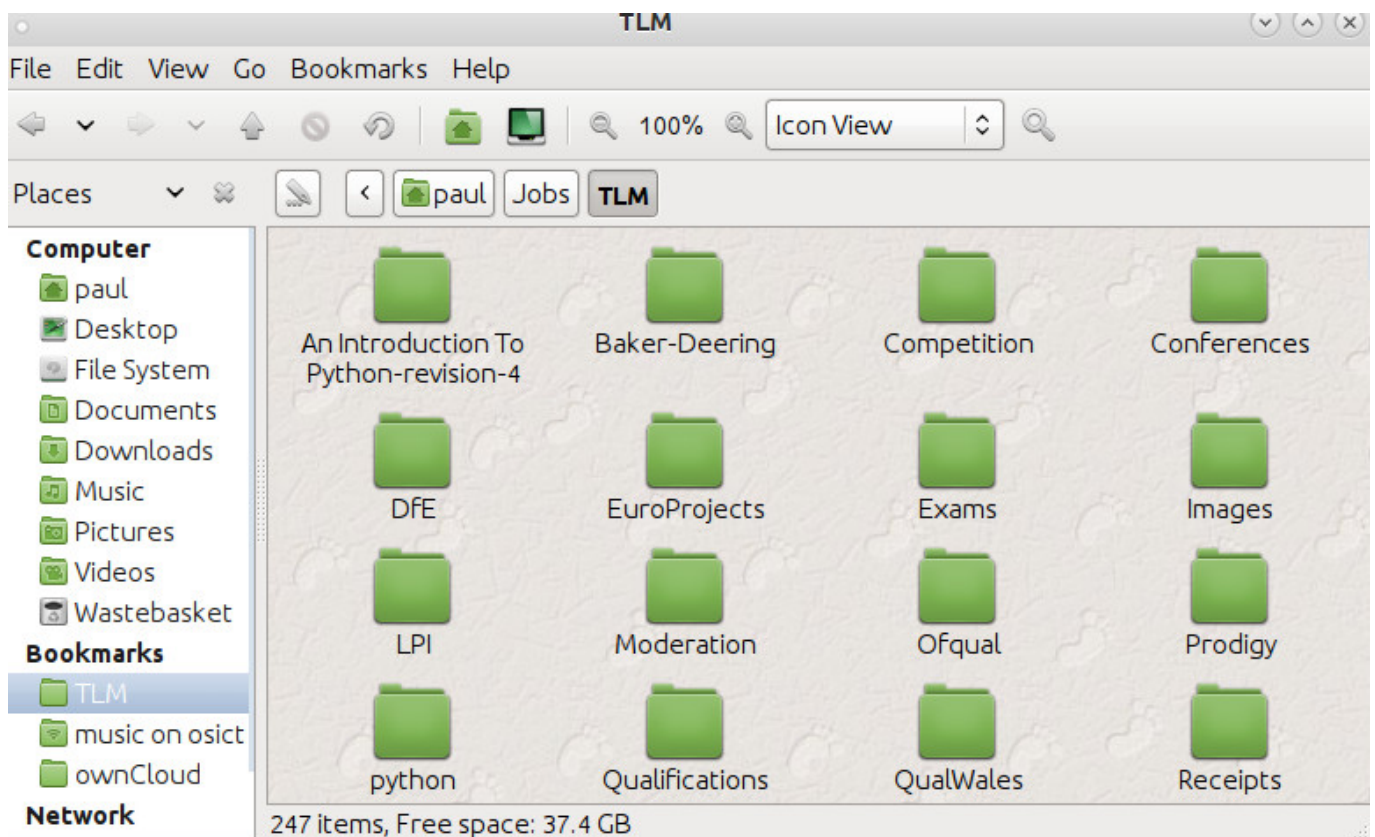 TLM
File Edit View Go Bookmarks Help
100% Icon View
Places
paul Jobs TLM
Computer
paul
Desktop
File System
Documents
Downloads
Music
Pictures
Videos
Wastebasket
Bookmarks
TLM
music on osict
ownCloud
Network
An Introduction To
Python-revision-4
Baker-Deering
Competition
Conferences
DfE
EuroProjects
Exams
Images
LPI
Moderation
Ofqual
Prodigy
python
Qualifications
QualWales
Receipts
247 items, Free space: 37.4 GB